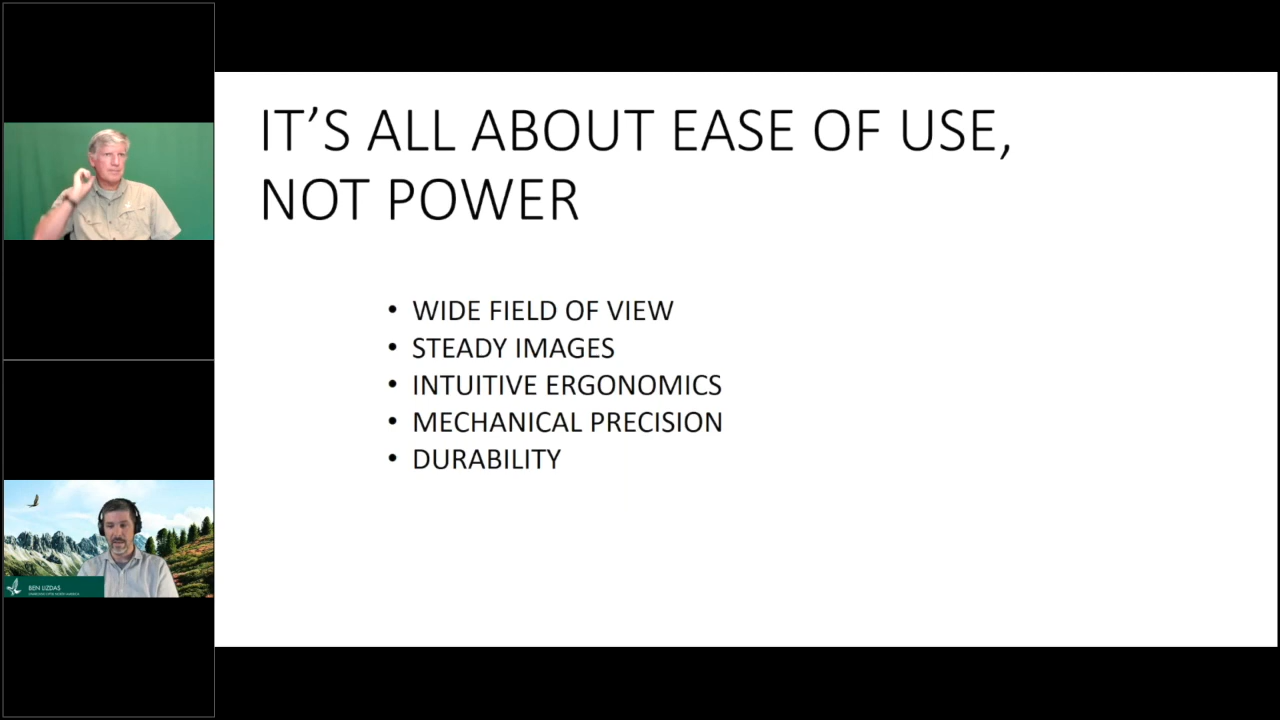 IT'S ALL ABOUT EASE OF USE,
NOT POWER
• WIDE FIELD OF VIEW
• STEADY IMAGES
• INTUITIVE ERGONOMICS
• MECHANICAL PRECISION
• DURABILITY
BEN LIZDAS